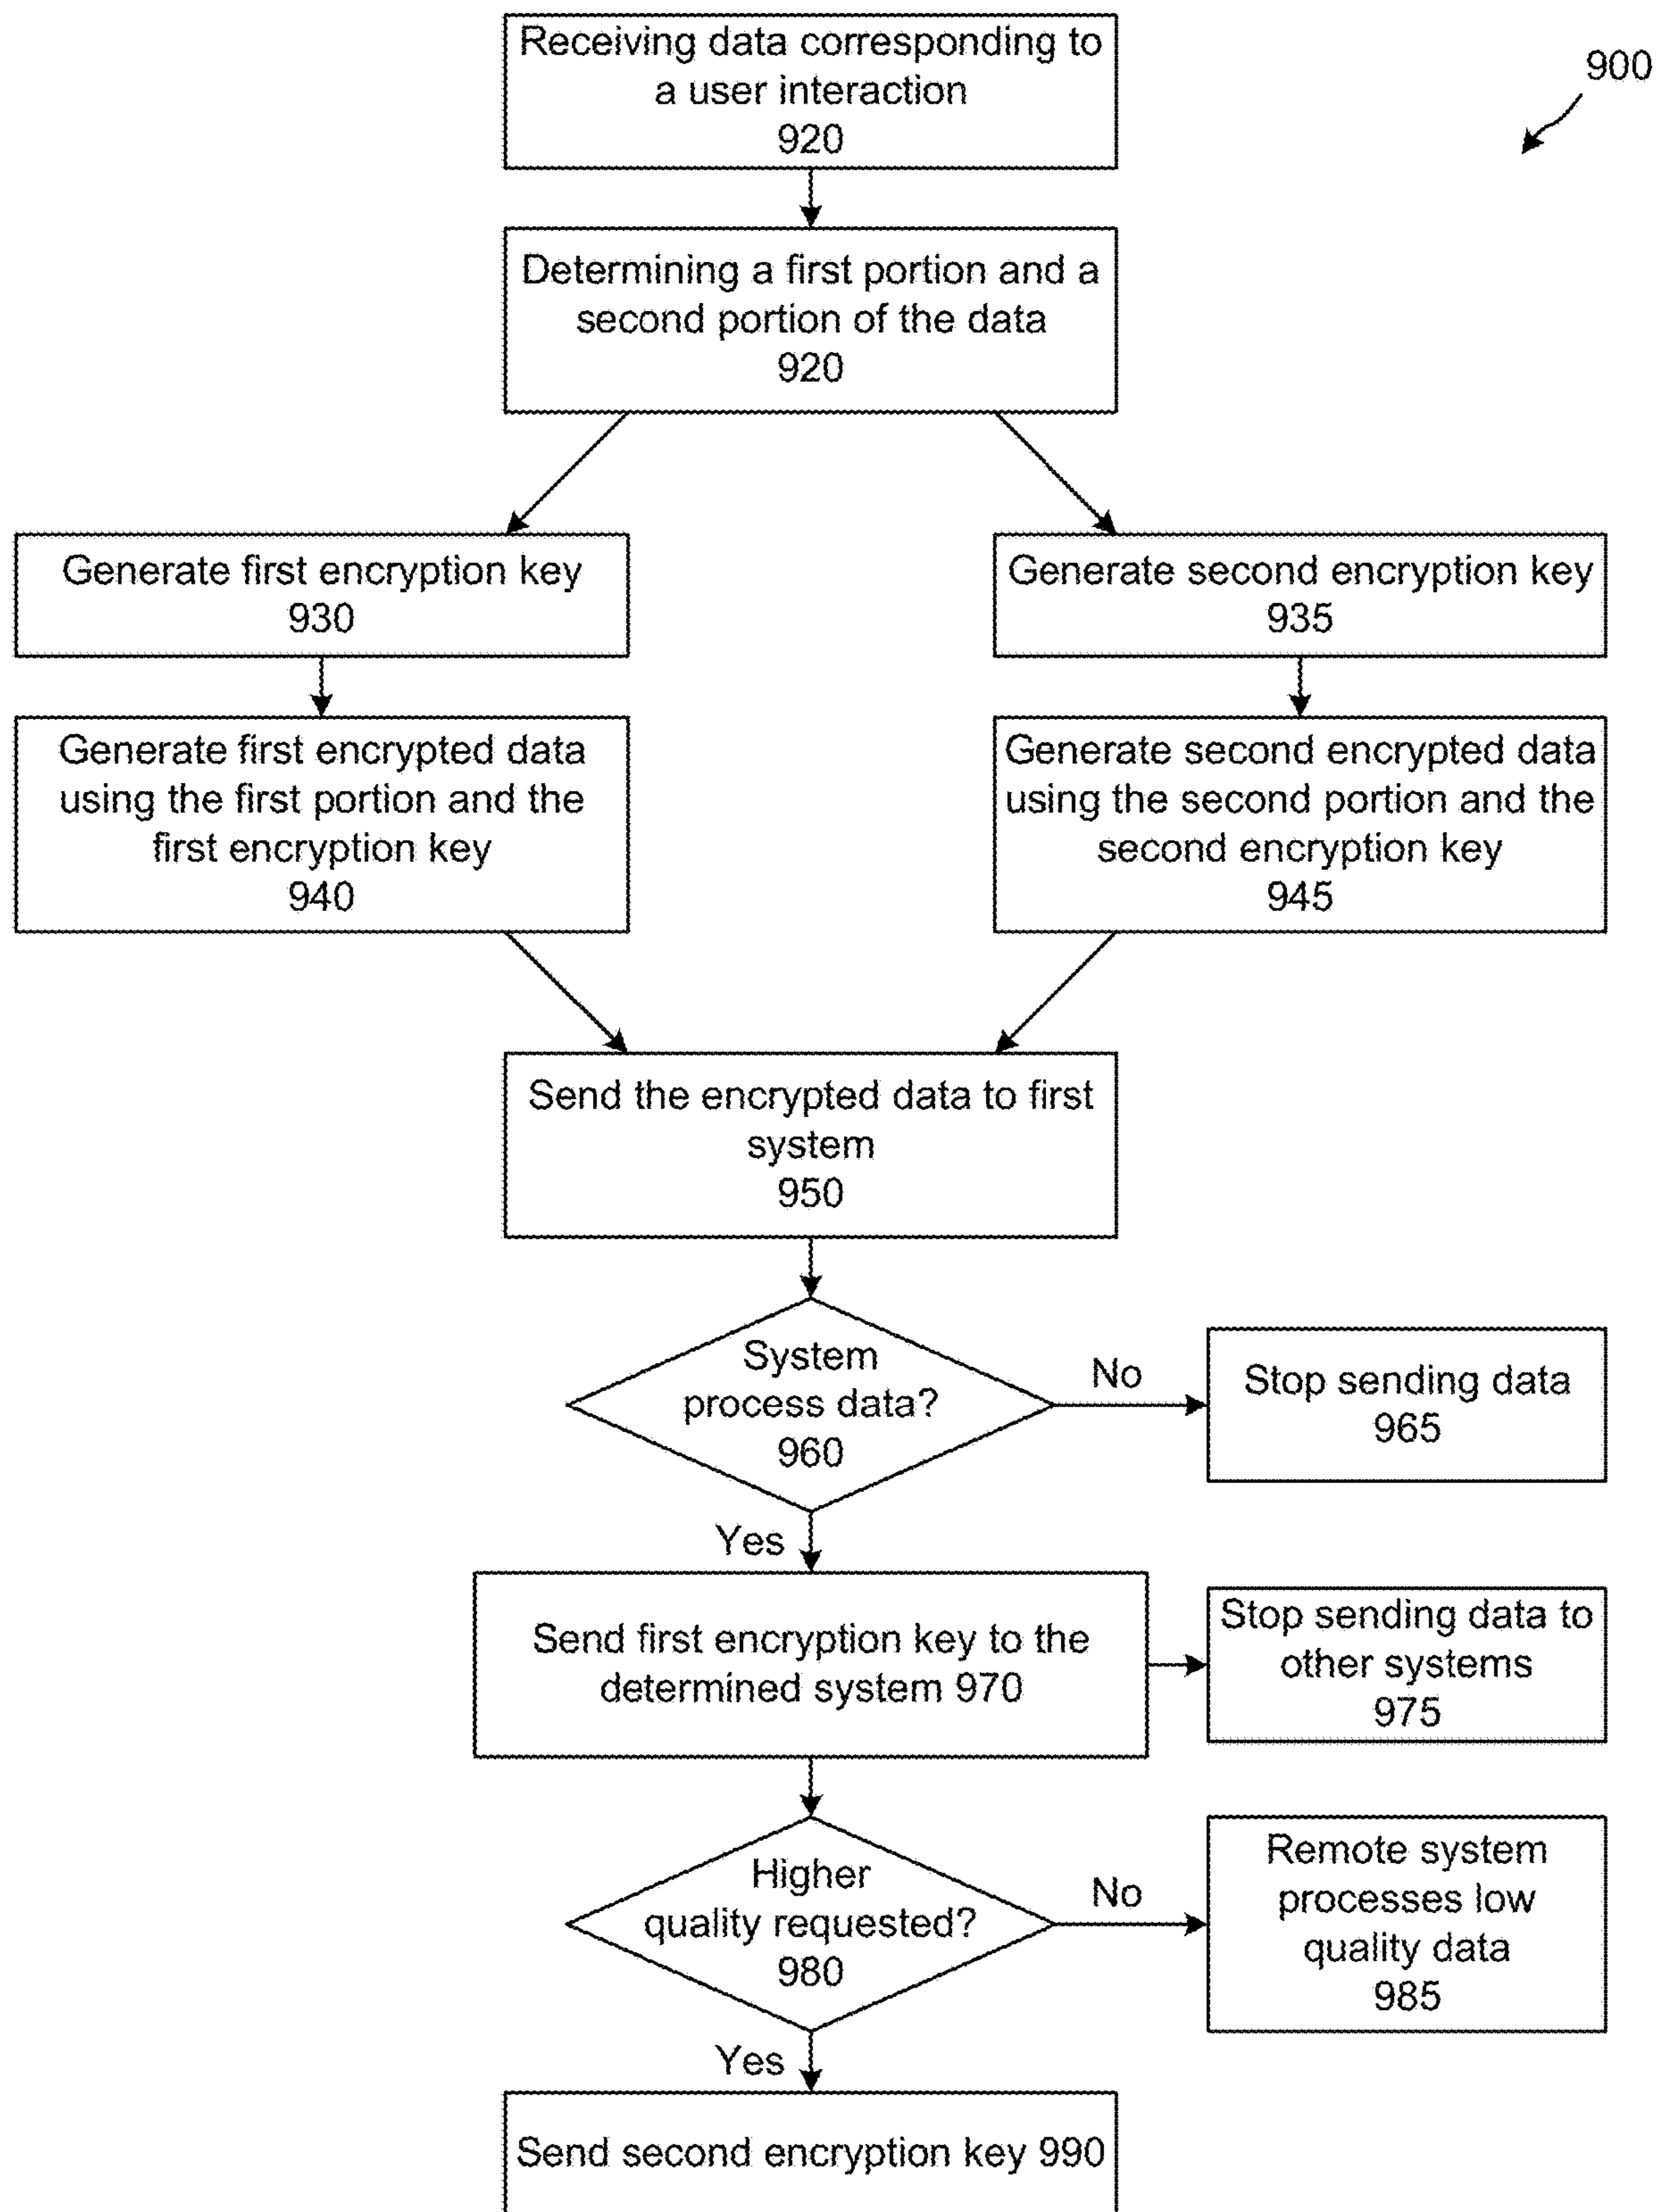 Receiving data corresponding to
a user interaction
920
900
Determining a first portion and a
second portion of the data
920
Generate first encryption key
930
Generate second encryption key
935
Generate first encrypted data
using the first portion and the
first encryption key
940
Generate second encrypted data
using the second portion and the
second encryption key
945
Send the encrypted data to first
system
950
System
process data?
960
No
Stop sending data
965
Yes
Send first encryption key to the
determined system 970
Stop sending data to
other systems
975
Higher
quality requested?
980
No
Remote system
processes low
quality data
985
Yes
Send second encryption key 990